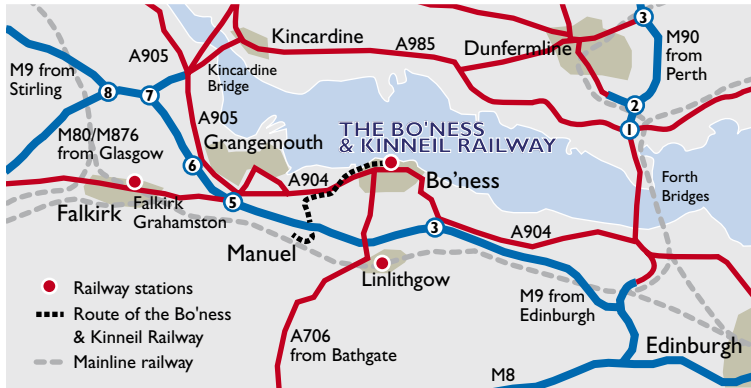 3
M90
from
Perth
Kincardine
A985
Dunfermline
A905
M9 from
Stirling
Kincardine
Bridge
8
7
2
1
M80/M876
from Glasgow
A905
Grangemouth
THE BO'NESS
& KINNEIL RAILWAY
6
A904
Bo'ness
Forth
Bridges
Falkirk
Falkirk
Grahamston
5
3
A904
Manuel
Linlithgow
Railway stations
Route of the Bo'ness
& Kinneil Railway
Mainline railway
M9 from
Edinburgh
A706
from Bathgate
M8
Edinburgh